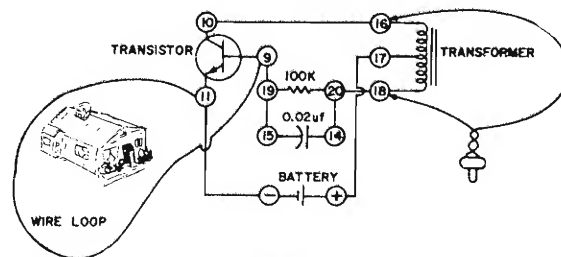 10
16
TRANSISTOR
9
17
TRANSFORMER
100K
11
19
20
18
0.02uf
15
14
BATTERY
- +
WIRE LOOP